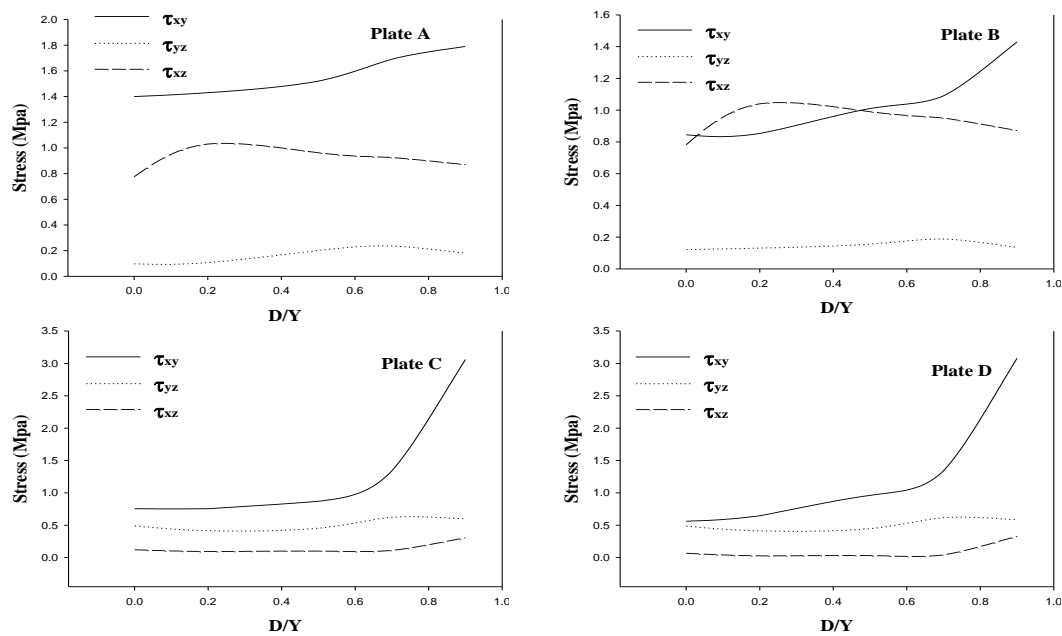 Plate A
τxy
τyz
τxz
Stress (Mpa)
2.0
1.8
1.6
1.4
1.2
1.0
0.8
0.6
0.4
0.2
0.0
0.0 0.2 0.4 0.6 0.8 1.0
D/Y
Plate B
τxy
τyz
τxz
Stress (Mpa)
1.6
1.4
1.2
1.0
0.8
0.6
0.4
0.2
0.0
0.0 0.2 0.4 0.6 0.8 1.0
D/Y
Plate C
τxy
τyz
τxz
Stress (Mpa)
3.5
3.0
2.5
2.0
1.5
1.0
0.5
0.0
0.0 0.2 0.4 0.6 0.8 1.0
D/Y
Plate D
τxy
τyz
τxz
Stress (Mpa)
3.5
3.0
2.5
2.0
1.5
1.0
0.5
0.0
0.0 0.2 0.4 0.6 0.8 1.0
D/Y